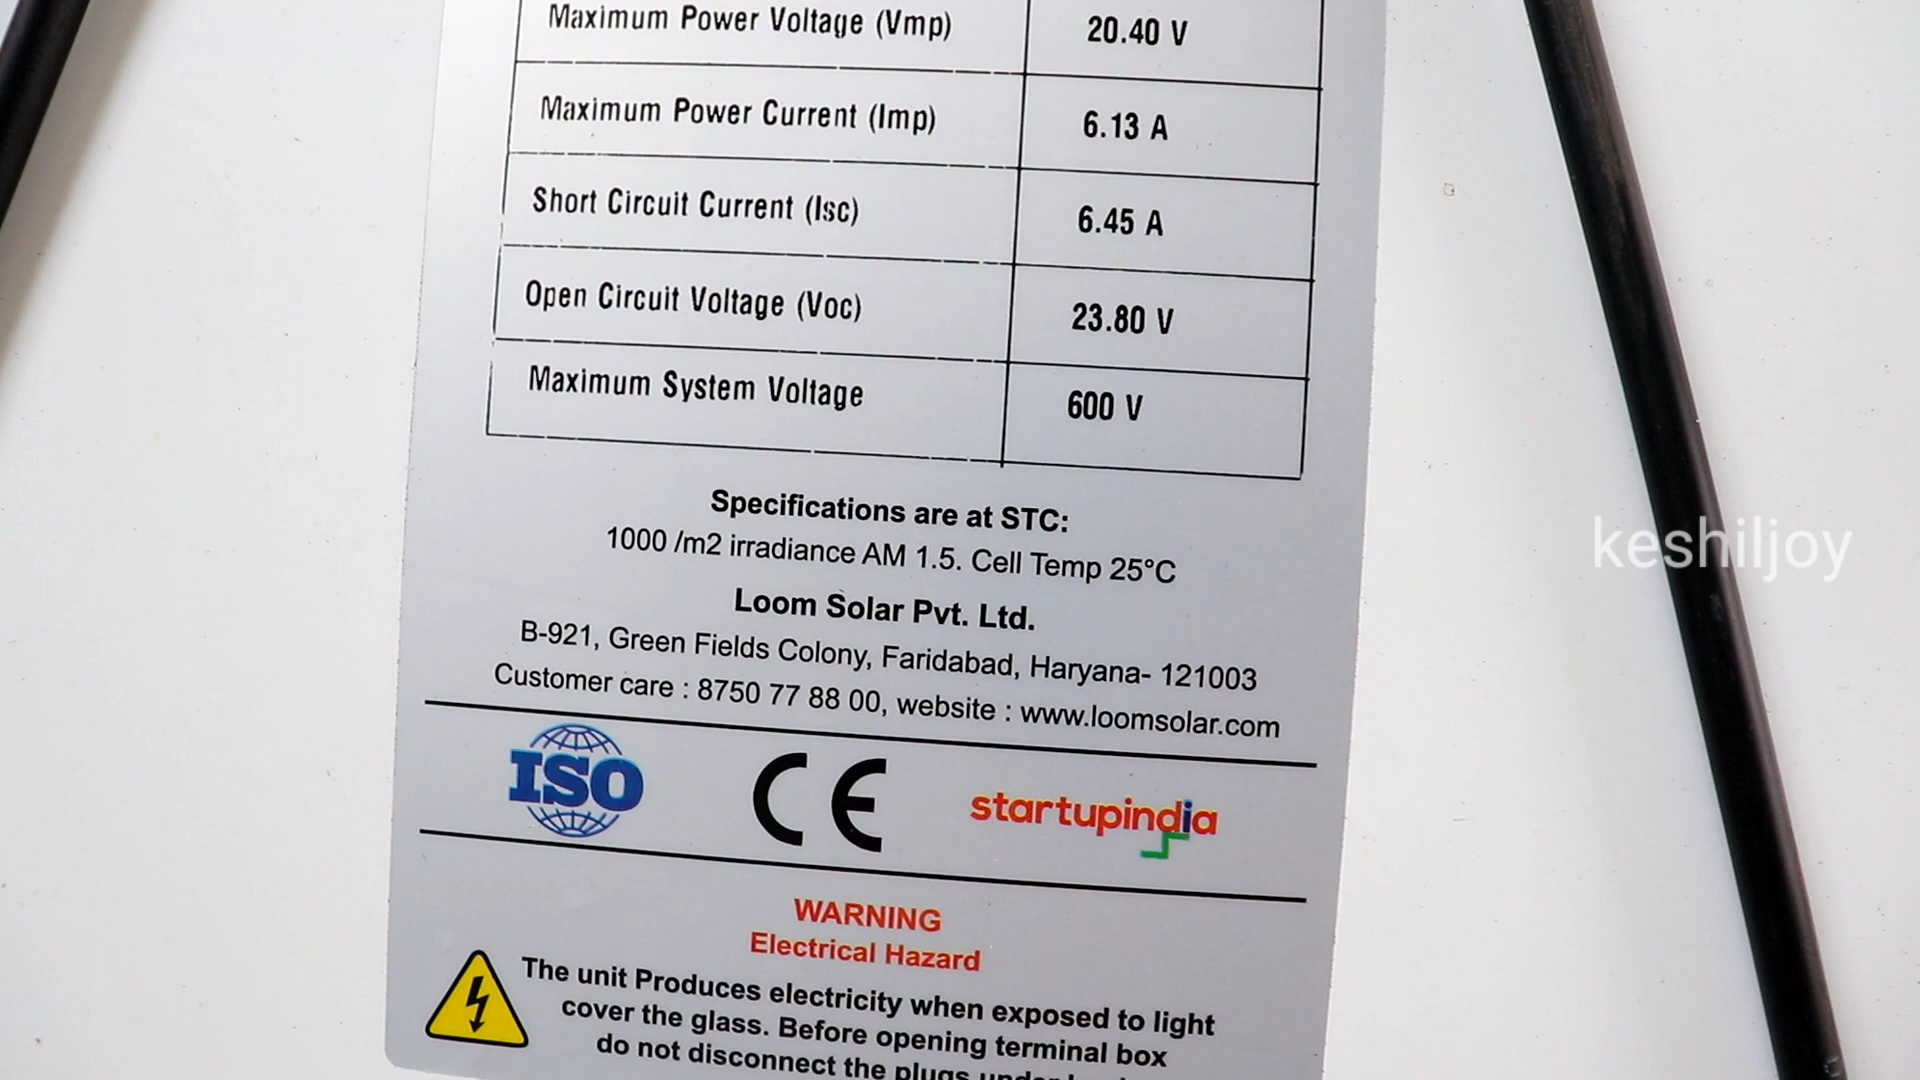 Maximum Power Voltage (Vmp) 20.40 V
Maximum Power Current (Imp) 6.13 A
Short Circuit Current (Isc) 6.45 A
Open Circuit Voltage (Voc) 23.80 V
Maximum System Voltage 600 V
Specifications are at STC:
1000 /m2 irradiance AM 1.5. Cell Temp 25°C
Loom Solar Pvt. Ltd.
B-921, Green Fields Colony, Faridabad, Haryana- 121003
Customer care : 8750 77 88 00, website : www.loomsolar.com
ISO CE startupindia
keshiljoy
WARNING
Electrical Hazard
The unit Produces electricity when exposed to light
cover the glass. Before opening terminal box
do not disconnect the plugs